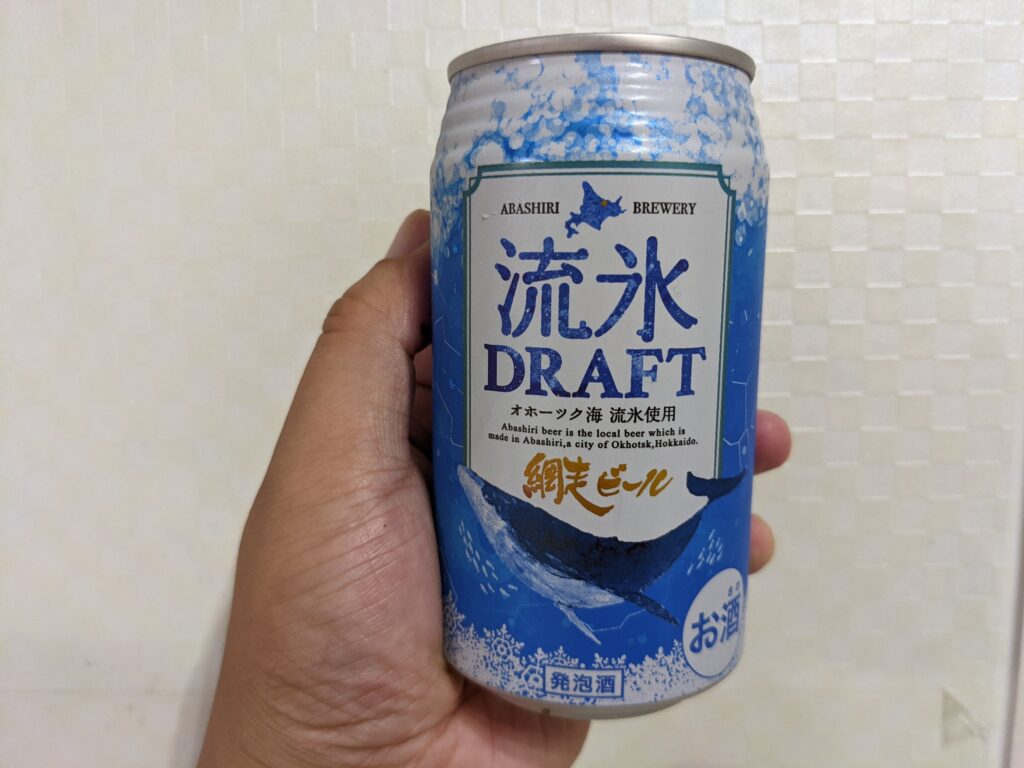 ABASHIRI BREWERY
流氷
DRAFT
オホーツク海 流氷使用
Abashiri beer is the local beer which is
made in Abashiri,a city of Okhotsk,Hokkaido.
網走ビール
さけ
お酒
発泡酒